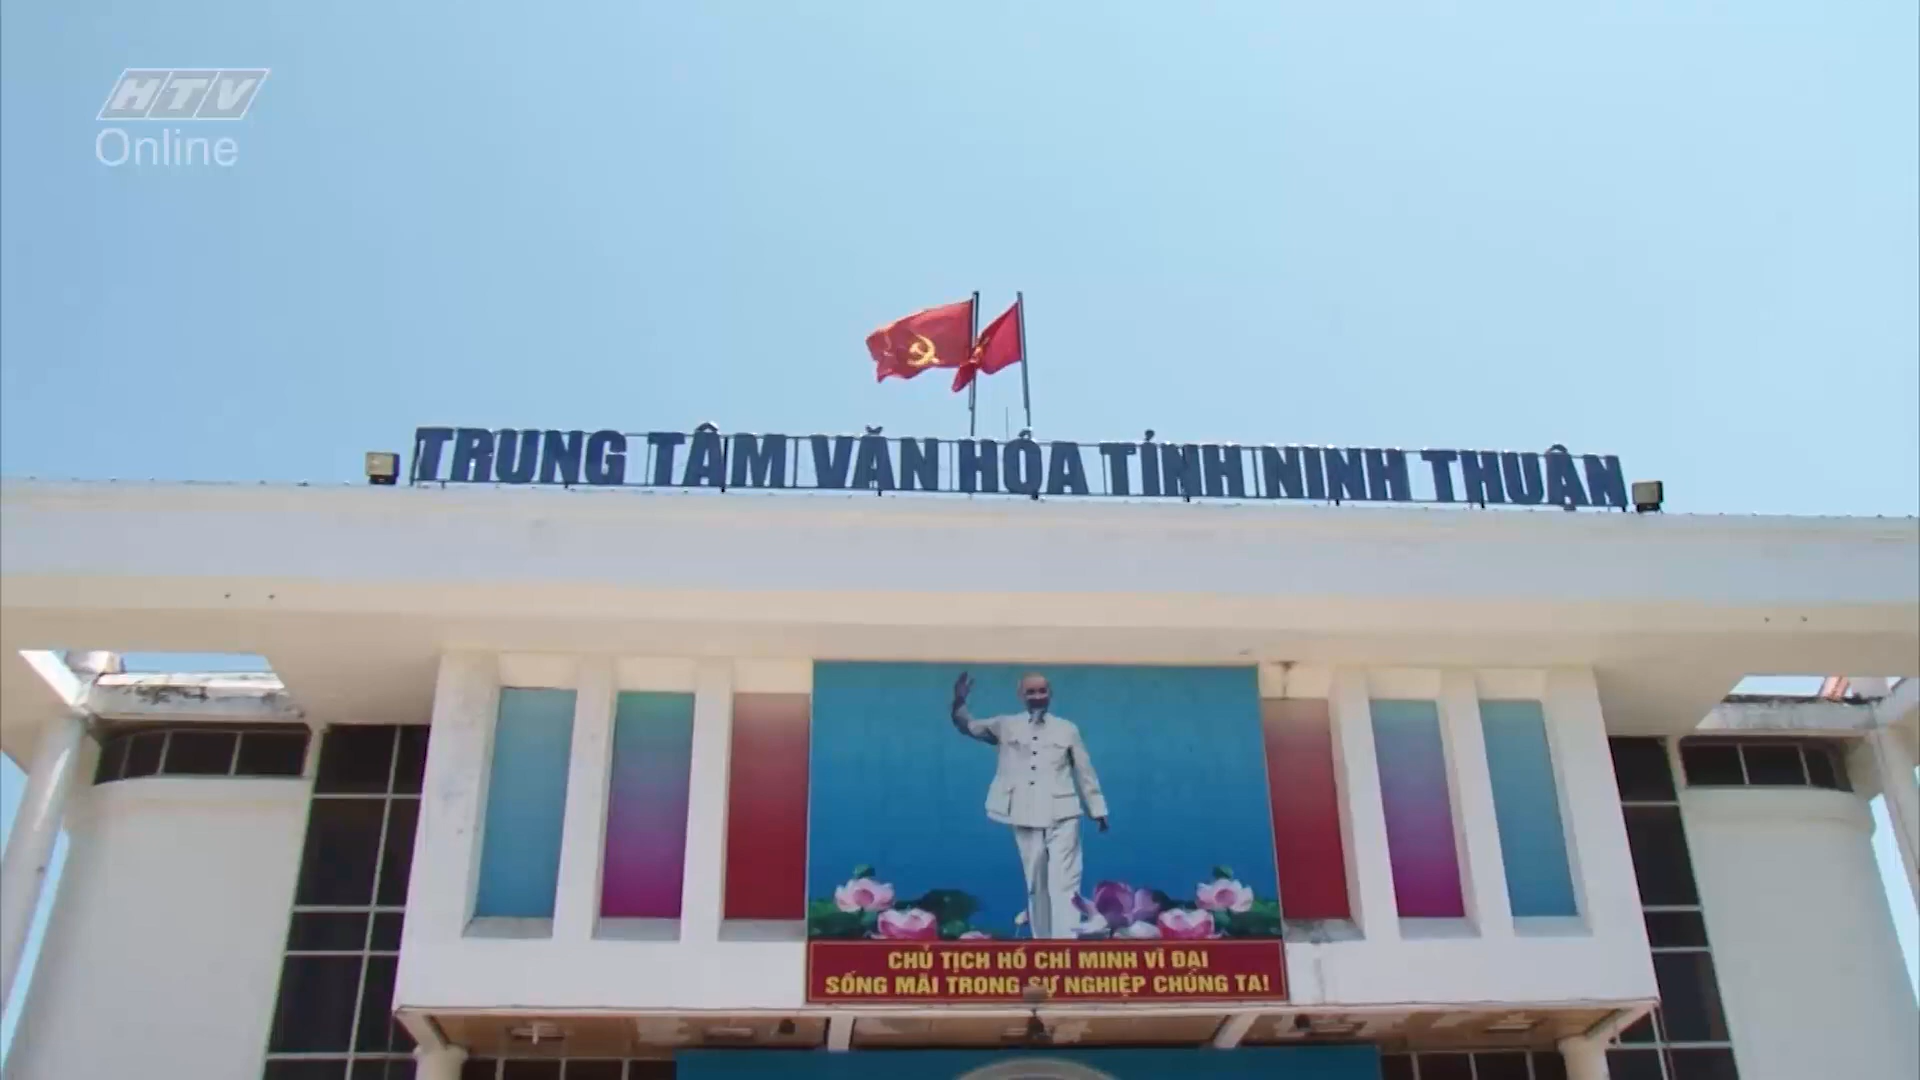 HTV
Online
TRUNG TÂM VĂN HÓA TỈNH NINH THUẬN
CHỦ TỊCH HỒ CHÍ MINH VĨ ĐẠI
SỐNG MÃI TRONG SỰ NGHIỆP CHÚNG TA!